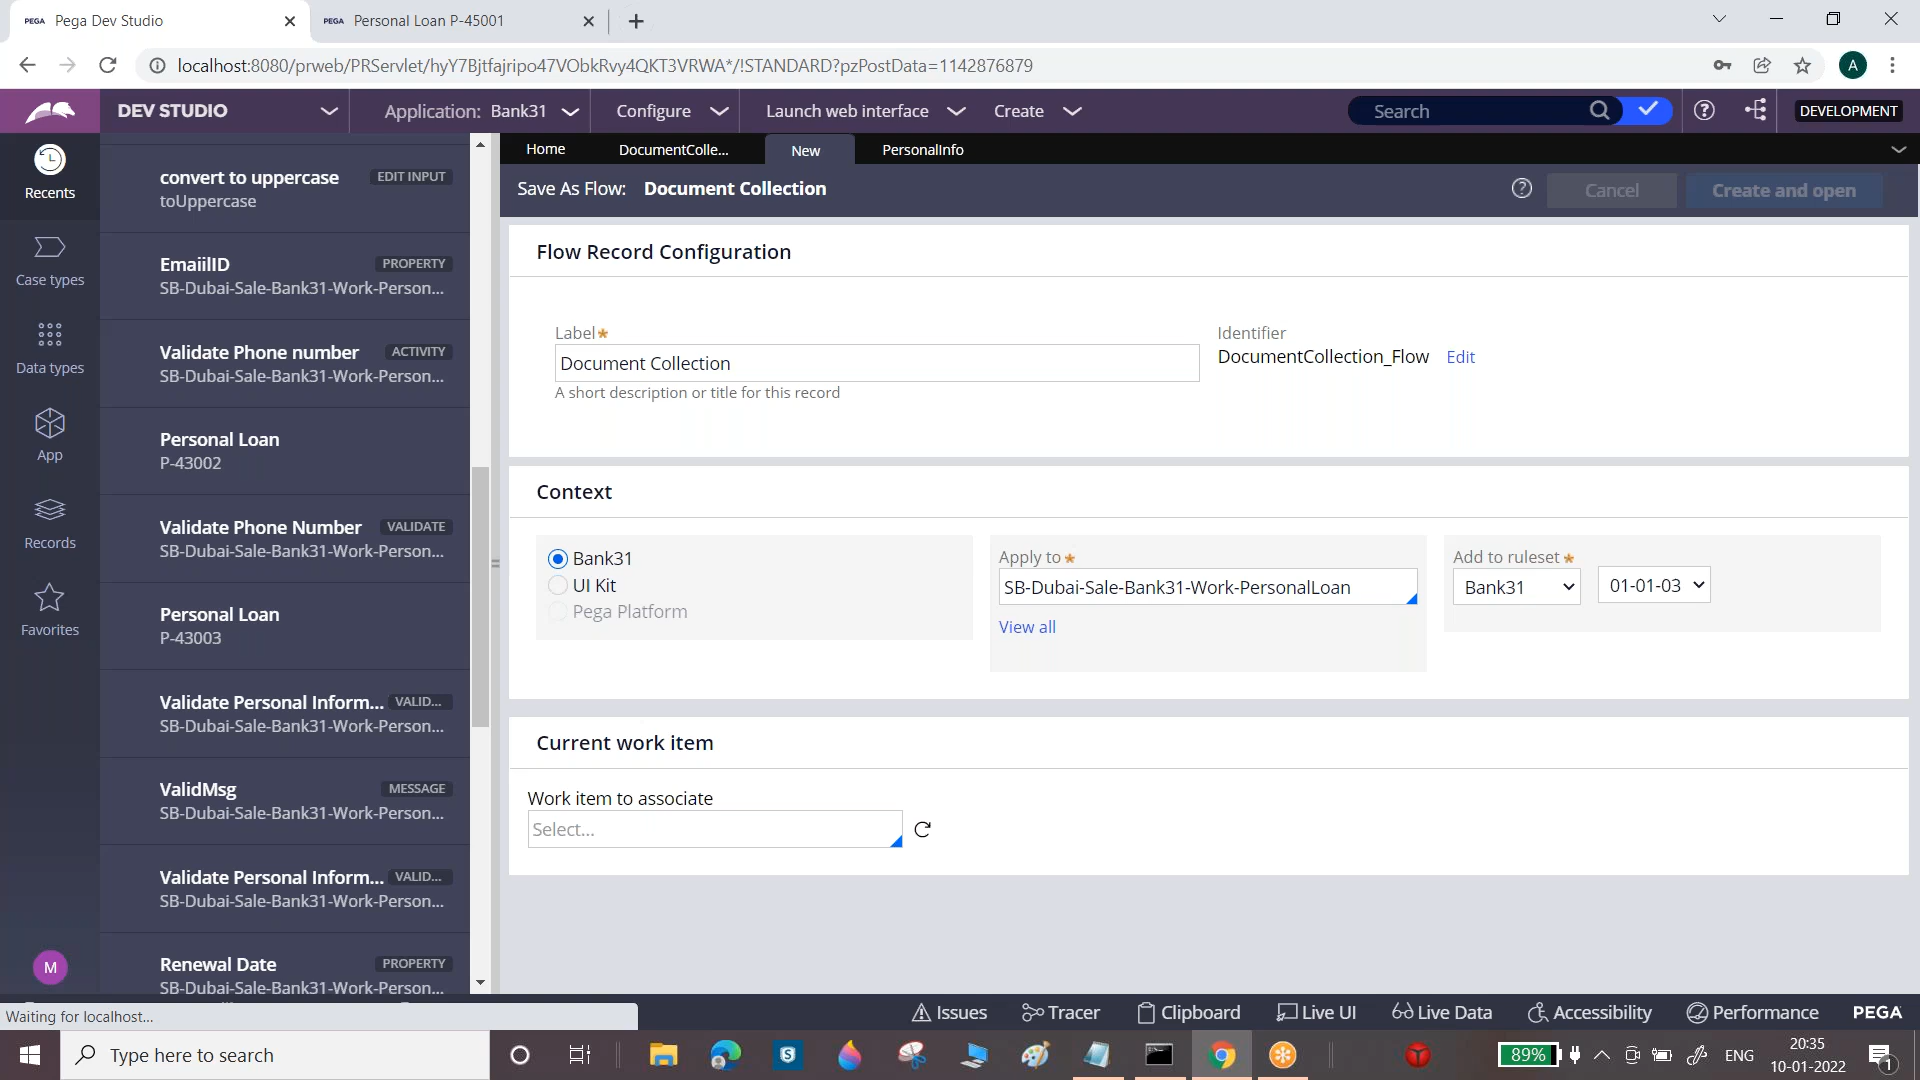 PEGA Pega Dev Studio
PEGA Personal Loan P-45001
localhost:8080/prweb/PRServlet/hyY7Bjtfajripo47VObkRvy4QKT3VRWA*/!STANDARD?pzPostData=1142876879
A
DEV STUDIO
Application: Bank31
Configure
Launch web interface
Create
Search
DEVELOPMENT
Recents
Case types
Data types
App
Records
Favorites
M
convert to uppercase EDIT INPUT
toUppercase
EmaiilID PROPERTY
SB-Dubai-Sale-Bank31-Work-Person...
Validate Phone number ACTIVITY
SB-Dubai-Sale-Bank31-Work-Person...
Personal Loan
P-43002
Validate Phone Number VALIDATE
SB-Dubai-Sale-Bank31-Work-Person...
Personal Loan
P-43003
Validate Personal Inform... VALID...
SB-Dubai-Sale-Bank31-Work-Person...
ValidMsg MESSAGE
SB-Dubai-Sale-Bank31-Work-Person...
Validate Personal Inform... VALID...
SB-Dubai-Sale-Bank31-Work-Person...
Renewal Date PROPERTY
SB-Dubai-Sale-Bank31-Work-Person...
Home
DocumentColle...
New
PersonalInfo
Save As Flow: Document Collection
Cancel
Create and open
Flow Record Configuration
Label*
Document Collection
A short description or title for this record
Identifier
DocumentCollection_Flow Edit
Context
Bank31
UI Kit
Pega Platform
Apply to *
SB-Dubai-Sale-Bank31-Work-PersonalLoan
View all
Add to ruleset *
Bank31
01-01-03
Current work item
Work item to associate
Select...
Waiting for localhost...
Issues
Tracer
Clipboard
Live UI
Live Data
Accessibility
Performance
PEGA
Type here to search
89%
ENG
20:35
10-01-2022
1